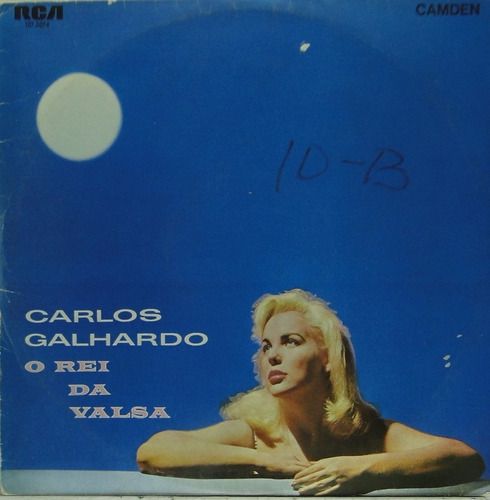 RCA
CAMDEN
10-B
CARLOS
GALHARDO
O REI
DA
VALSA